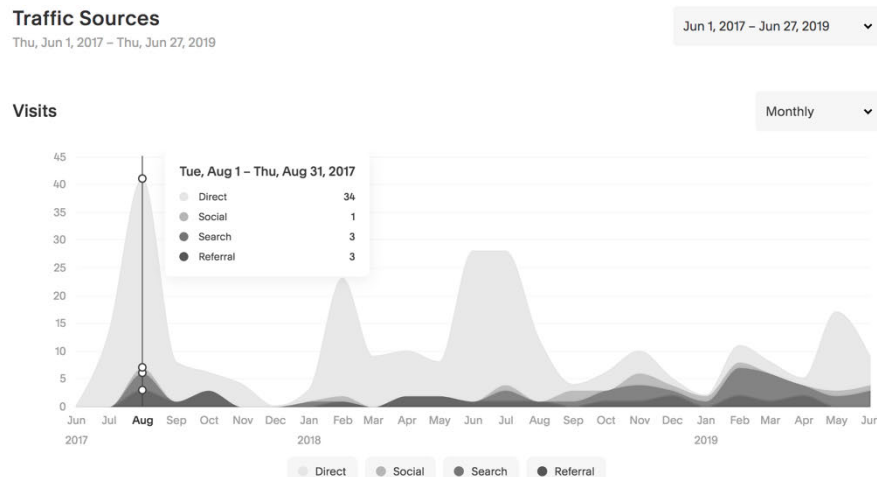 Traffic Sources
Thu, Jun 1, 2017 – Thu, Jun 27, 2019
Jun 1, 2017 – Jun 27, 2019
Visits
Monthly
45
40
35
30
25
20
15
10
5
0
Tue, Aug 1 – Thu, Aug 31, 2017
Direct 34
Social 1
Search 3
Referral 3
Jun Jul Aug Sep Oct Nov Dec Jan Feb Mar Apr May Jun Jul Aug Sep Oct Nov Dec Jan Feb Mar Apr May Jun
2017 2018 2019
Direct Social Search Referral